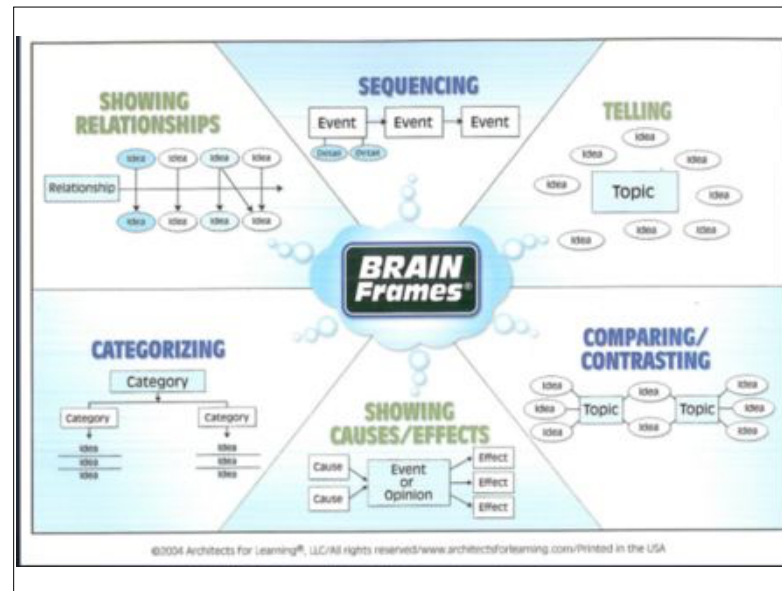 SHOWING
RELATIONSHIPS
Idea Idea Idea Idea
Relationship
Idea Idea Idea Idea
SEQUENCING
Event Event Event
Detail Detail
TELLING
Idea
Idea Idea
Idea
Idea
Topic
Idea
Idea Idea
Idea
BRAIN
Frames®
CATEGORIZING
Category
Category Category
Idea Idea
Idea Idea
Idea Idea
SHOWING
CAUSES/EFFECTS
Cause
Cause
Event
or
Opinion
Effect
Effect
Effect
COMPARING/
CONTRASTING
Idea Idea Idea
Idea Topic Topic Idea
Idea Idea Idea
©2004 Architects for Learning®, LLC/All rights reserved/www.architectsforlearning.com/Printed in the USA